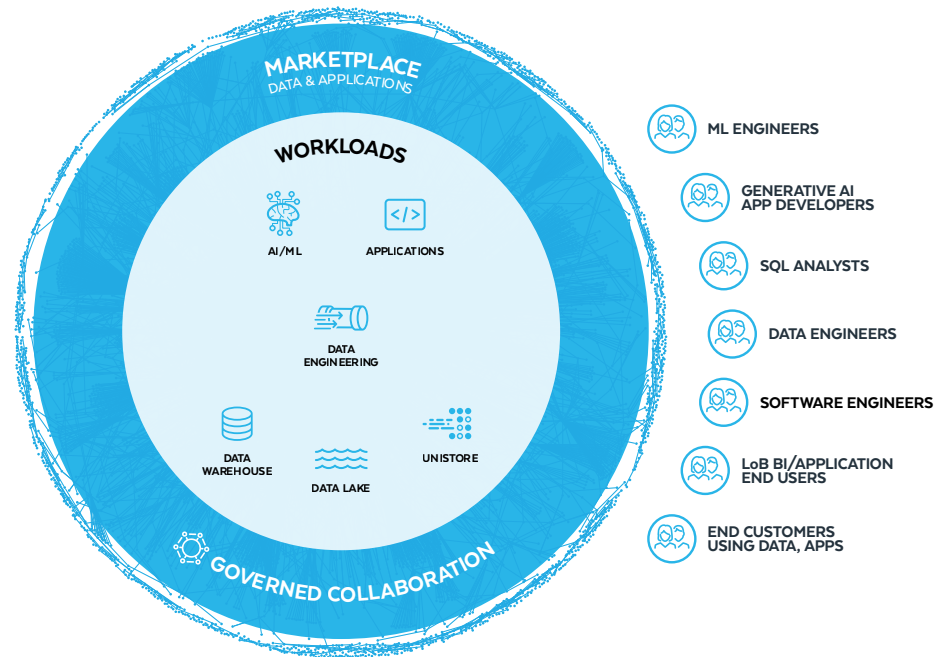 MARKETPLACE
DATA & APPLICATIONS
WORKLOADS
AI/ML
APPLICATIONS
DATA
ENGINEERING
DATA
WAREHOUSE
DATA LAKE
UNISTORE
GOVERNED COLLABORATION
ML ENGINEERS
GENERATIVE AI
APP DEVELOPERS
SQL ANALYSTS
DATA ENGINEERS
SOFTWARE ENGINEERS
LoB BI/APPLICATION
END USERS
END CUSTOMERS
USING DATA, APPS